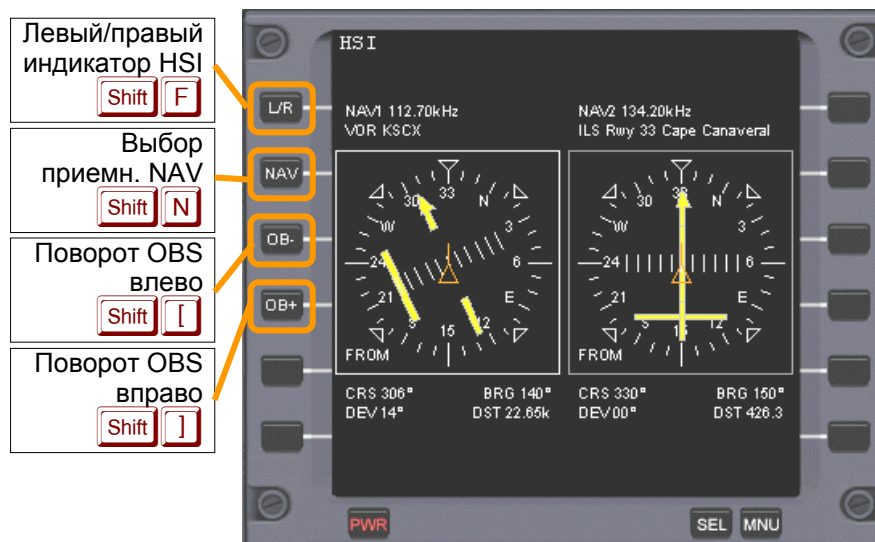 Левый/правый
индикатор HSI
Shift F
Выбор
приемн. NAV
Shift N
Поворот OBS
влево
Shift [
Поворот OBS
вправо
Shift ]
L/R
NAV
OB-
OB+
HSI
NAV1 112.70kHz
VOR KSCX
33 N 3 6 E 12 15 S 21 24 W 30
FROM
CRS 306°
BRG 140°
DEV 14°
DST 22.65k
NAV2 134.20kHz
ILS Rwy 33 Cape Canaveral
33 N 3 6 E 12 15 S 21 24 W 30
FROM
CRS 330°
BRG 150°
DEV 00°
DST 426.3
PWR
SEL
MNU